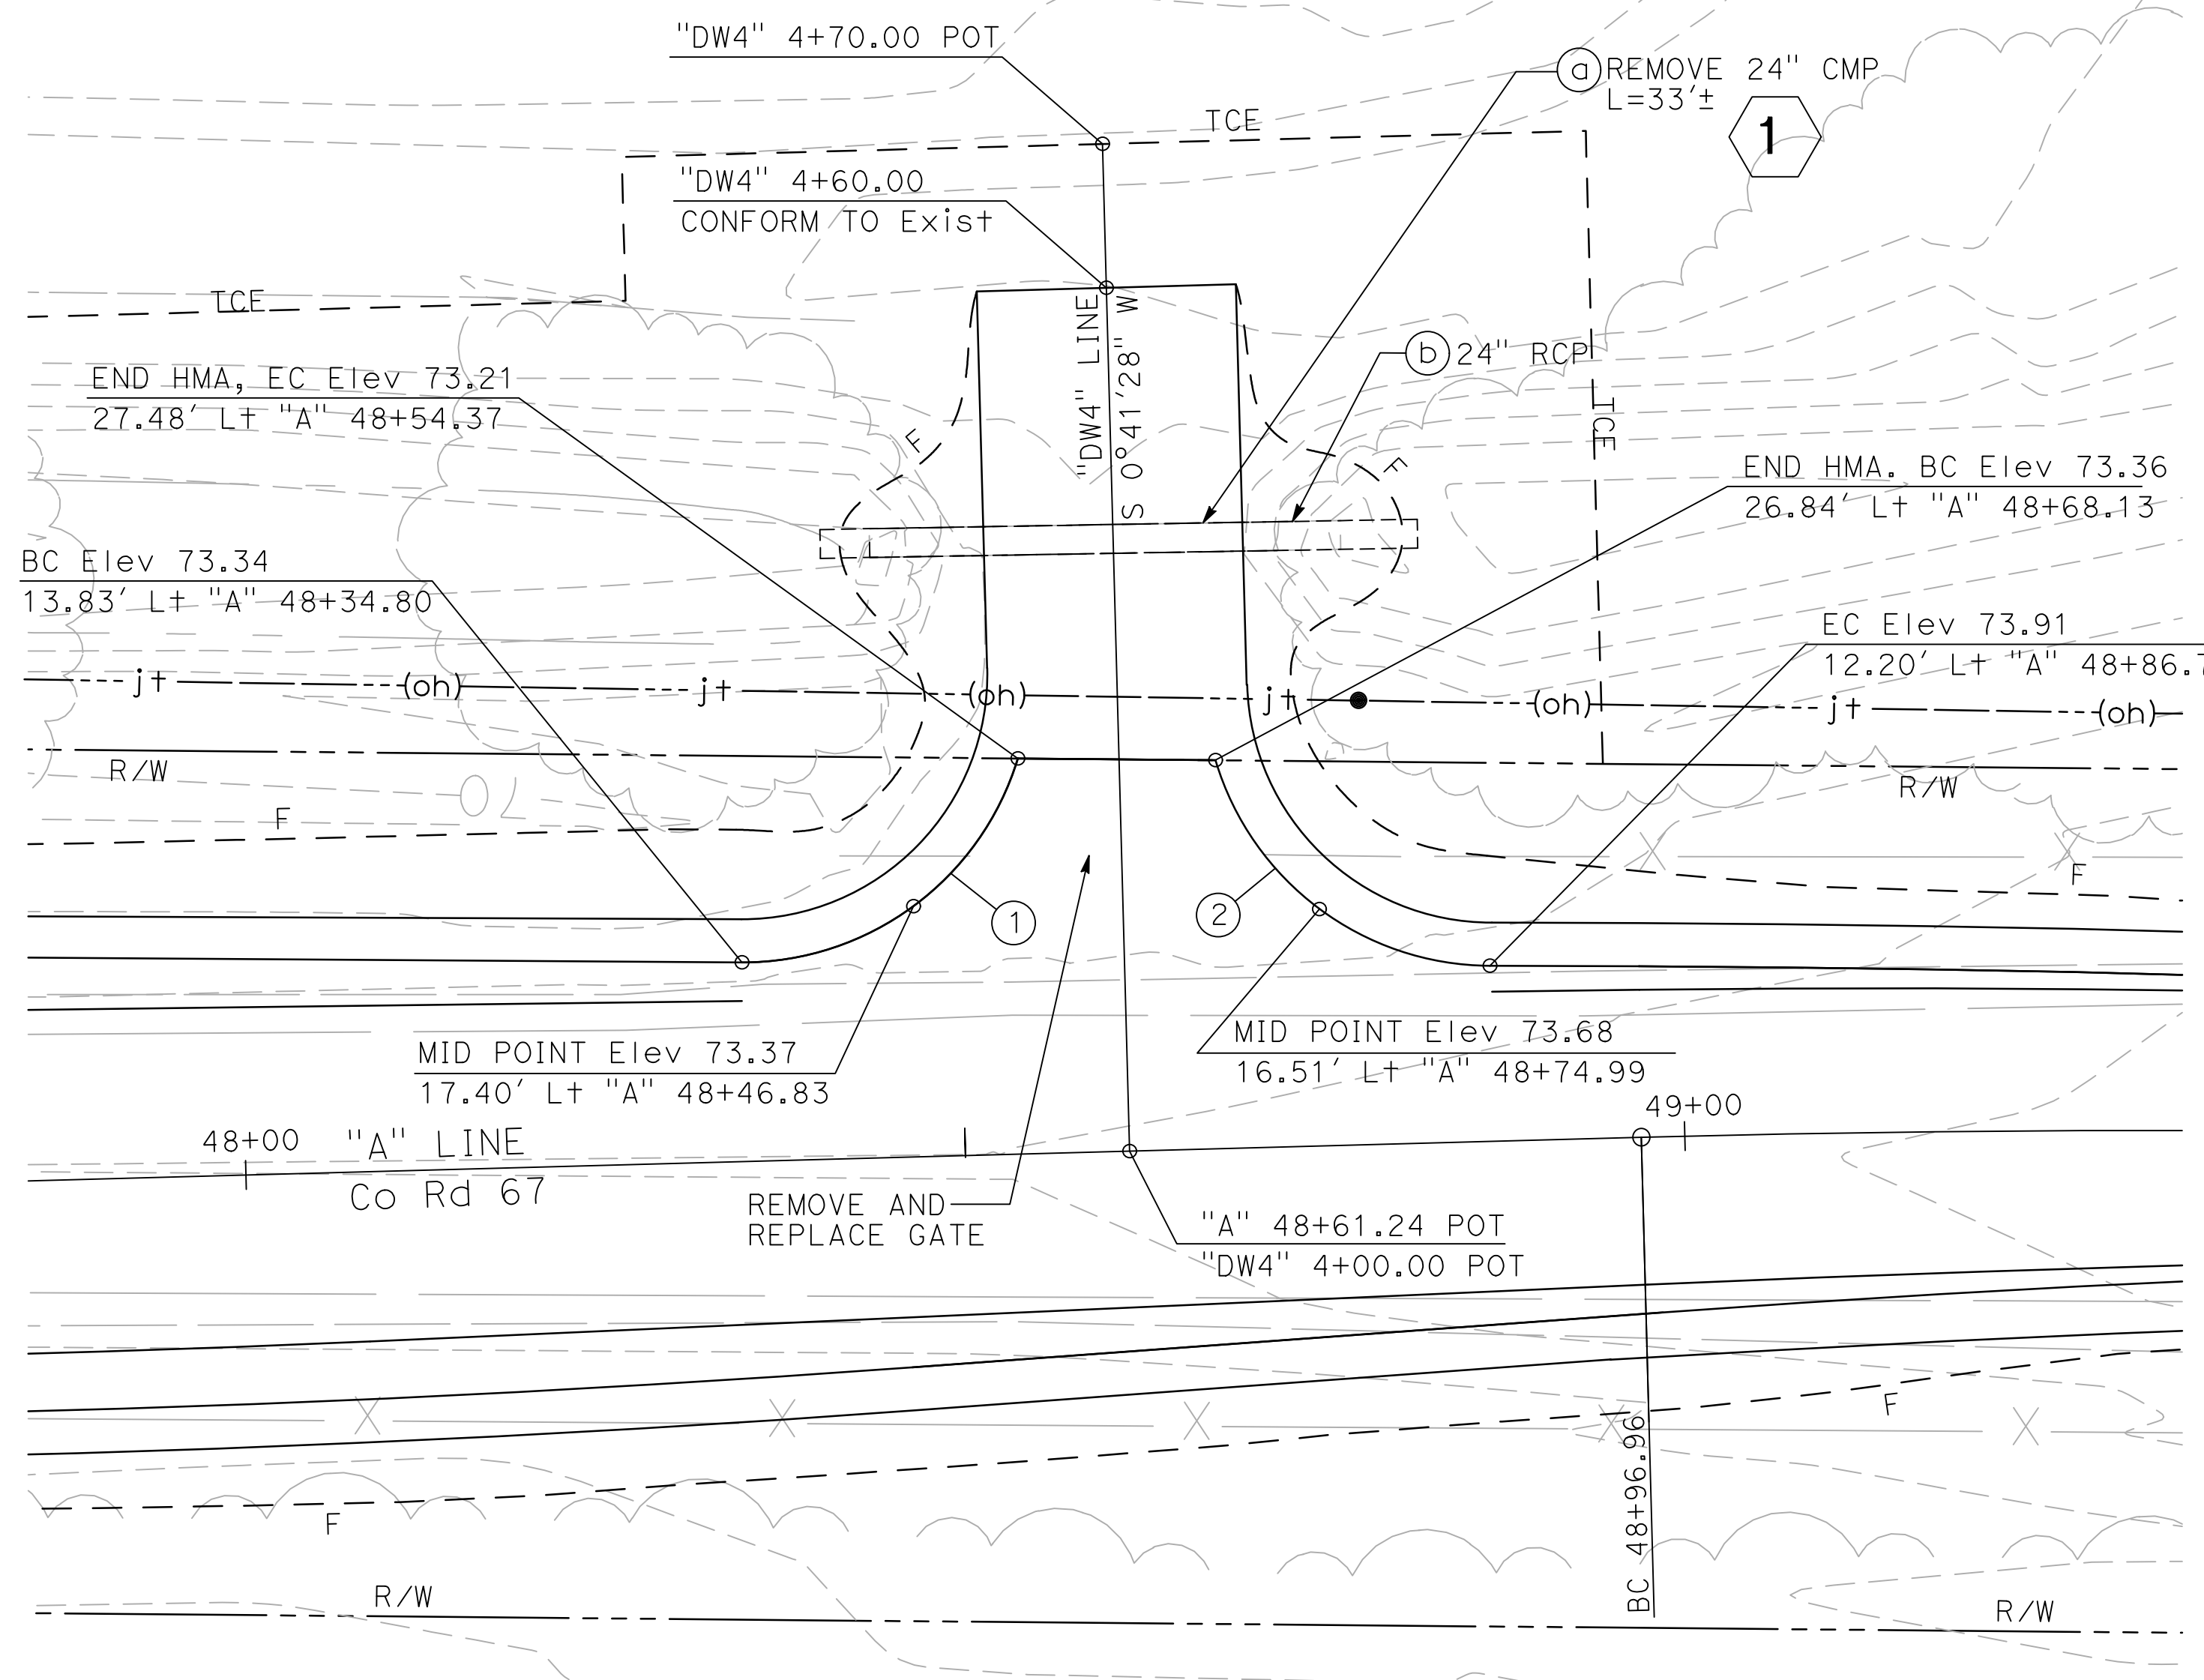 "DW4" 4+70.00 POT
a REMOVE 24" CMP
L=33'±
1
TCE
"DW4" 4+60.00
CONFORM TO Exist
TCE
"DW4" LINE
S 0°41'28" W
b 24" RCP
END HMA, EC Elev 73.21
27.48' Lt "A" 48+54.37
F
F
TCE
END HMA. BC Elev 73.36
26.84' Lt "A" 48+68.13
BC Elev 73.34
13.83' Lt "A" 48+34.80
EC Elev 73.91
12.20' Lt "A" 48+86.7
jt (oh) jt (oh) jt (oh) jt (oh)
R/W
R/W
F
F
1
2
MID POINT Elev 73.37
17.40' Lt "A" 48+46.83
MID POINT Elev 73.68
16.51' Lt "A" 48+74.99
48+00 "A" LINE
49+00
Co Rd 67
REMOVE AND
REPLACE GATE
"A" 48+61.24 POT
"DW4" 4+00.00 POT
F
BC 48+96.96
F
R/W
R/W